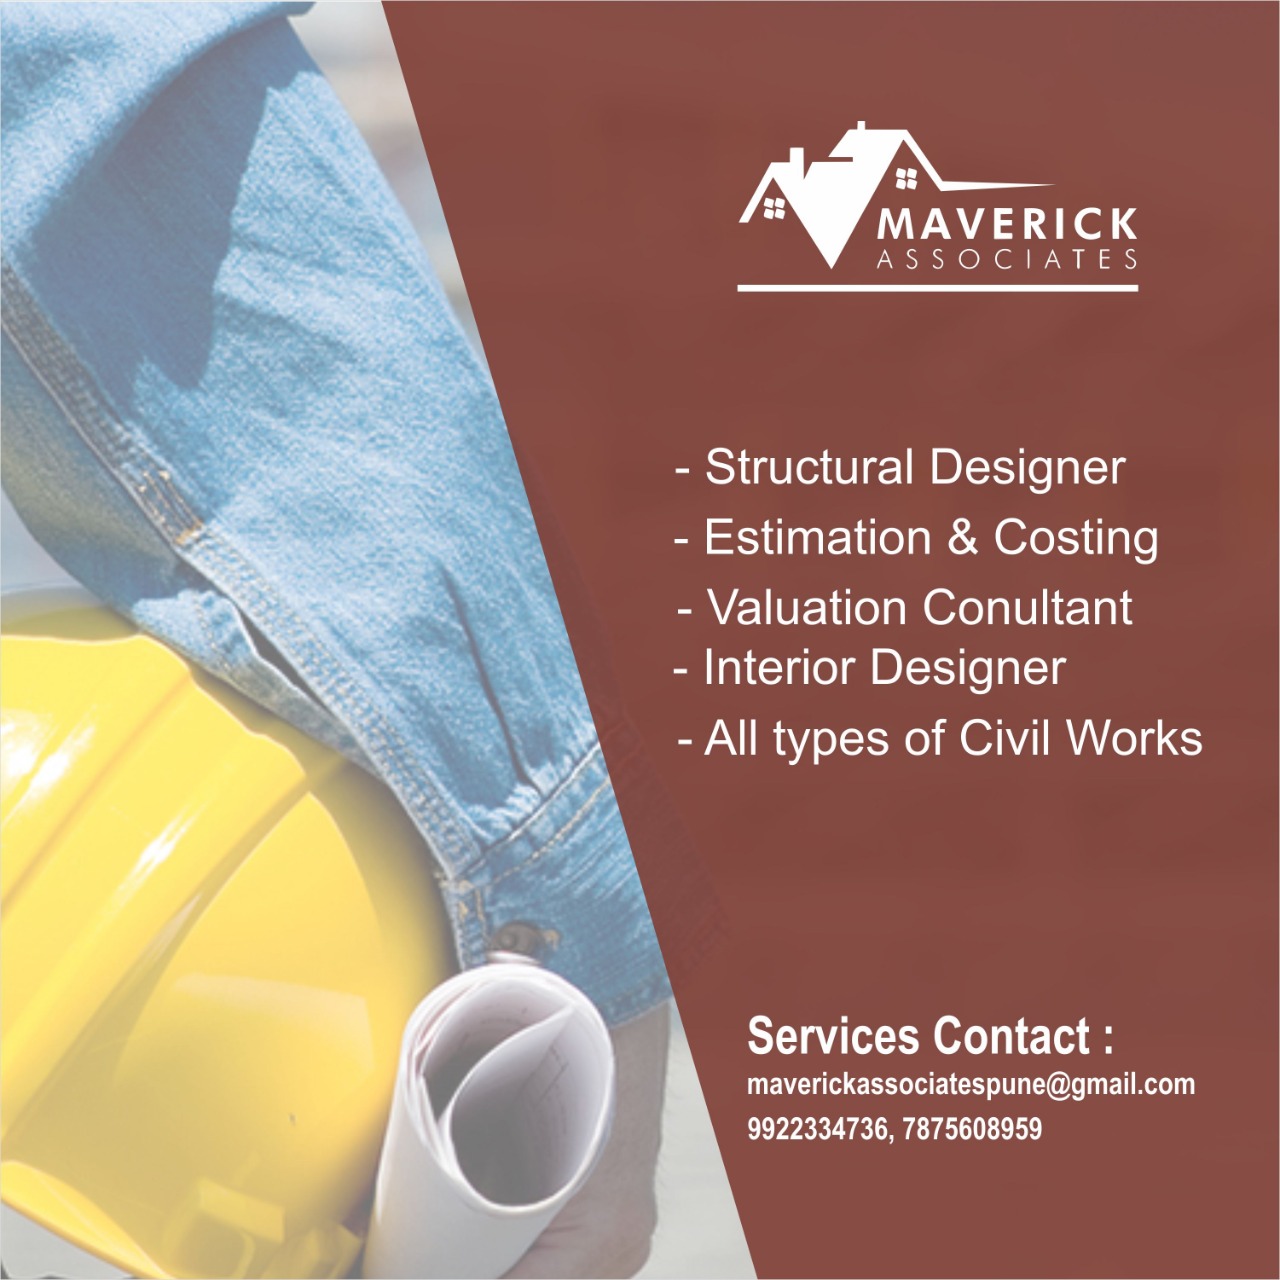 MAVERICK
ASSOCIATES
- Structural Designer
- Estimation & Costing
- Valuation Conultant
- Interior Designer
- All types of Civil Works
Services Contact :
maverickassociatespune@gmail.com
9922334736, 7875608959